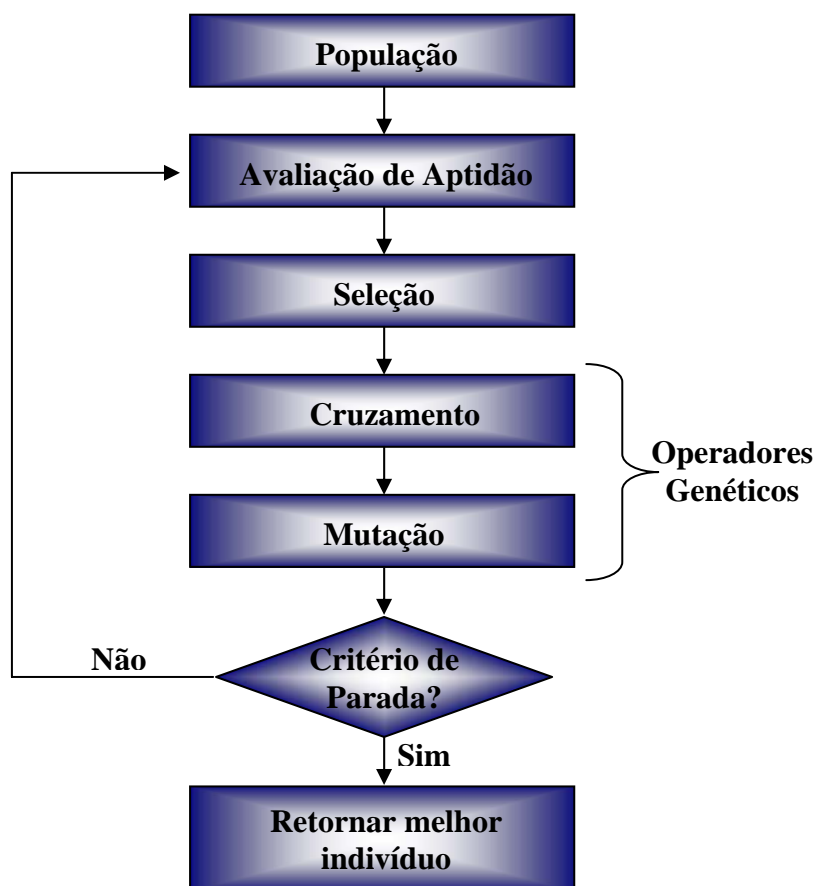 População
Avaliação de Aptidão
Seleção
Cruzamento
Operadores
Genéticos
Mutação
Não
Critério de
Parada?
Sim
Retornar melhor
indivíduo